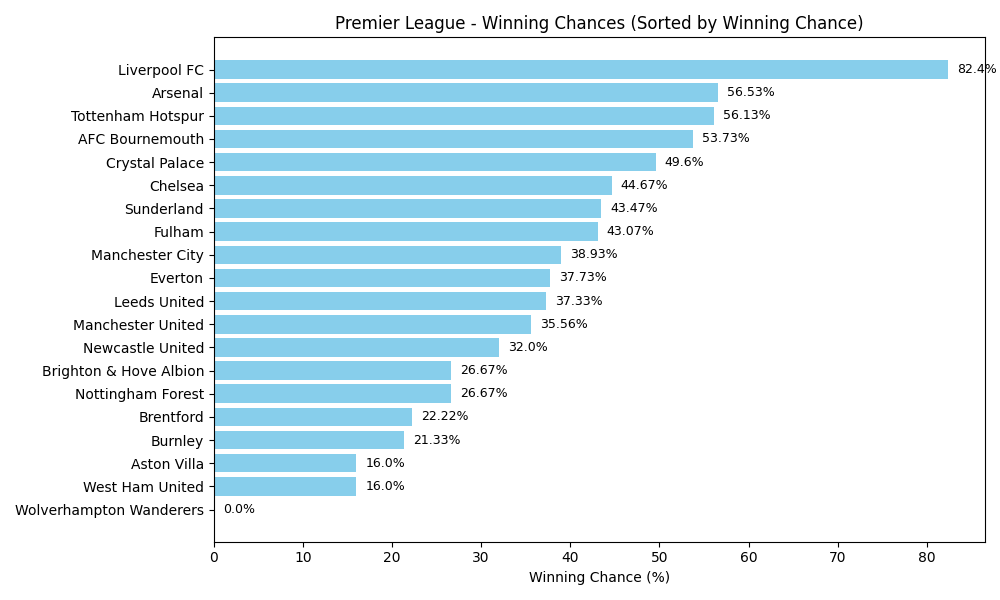 Premier League - Winning Chances (Sorted by Winning Chance)
Liverpool FC 82.4%
Arsenal 56.53%
Tottenham Hotspur 56.13%
AFC Bournemouth 53.73%
Crystal Palace 49.6%
Chelsea 44.67%
Sunderland 43.47%
Fulham 43.07%
Manchester City 38.93%
Everton 37.73%
Leeds United 37.33%
Manchester United 35.56%
Newcastle United 32.0%
Brighton & Hove Albion 26.67%
Nottingham Forest 26.67%
Brentford 22.22%
Burnley 21.33%
Aston Villa 16.0%
West Ham United 16.0%
Wolverhampton Wanderers 0.0%
0 10 20 30 40 50 60 70 80
Winning Chance (%)